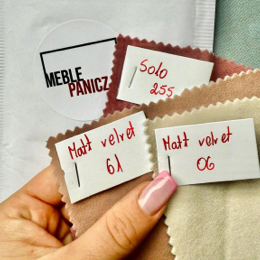 MEBLE
PANICZ
Solo
255
Matt velvet
61
Matt velvet
06